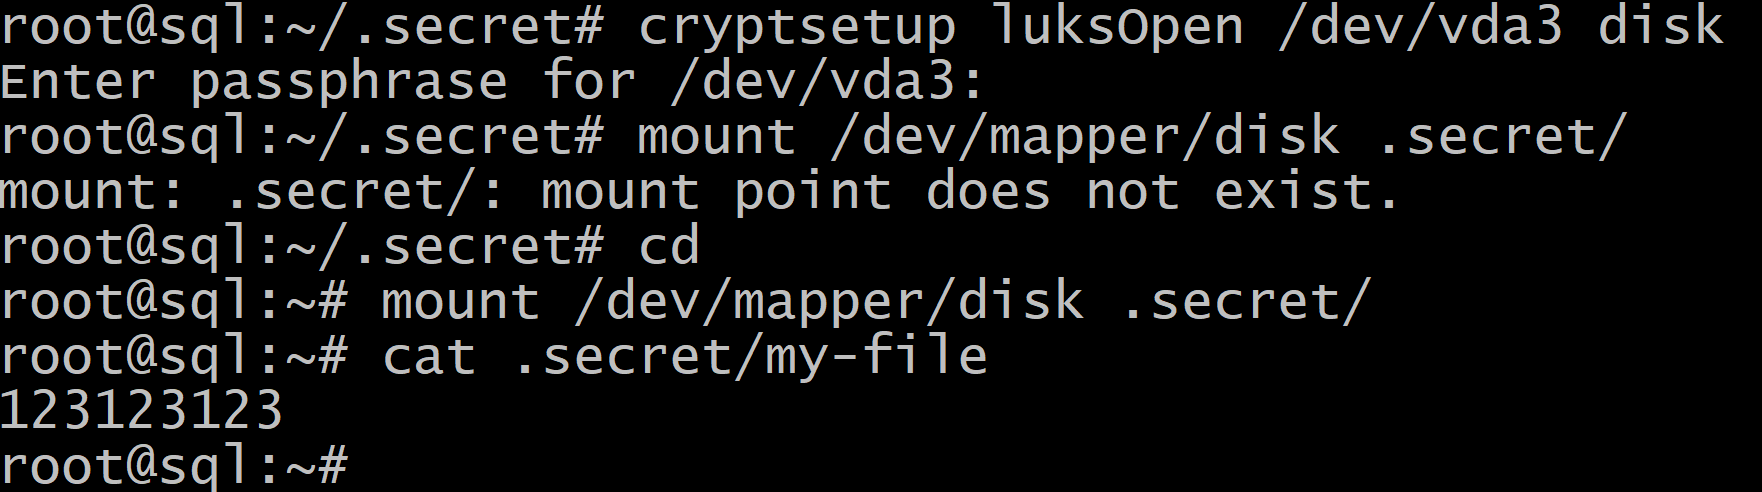 root@sql:~/.secret# cryptsetup luksOpen /dev/vda3 disk
Enter passphrase for /dev/vda3:
root@sql:~/.secret# mount /dev/mapper/disk .secret/
mount: .secret/: mount point does not exist.
root@sql:~/.secret# cd
root@sql:~# mount /dev/mapper/disk .secret/
root@sql:~# cat .secret/my-file
123123123
root@sql:~#